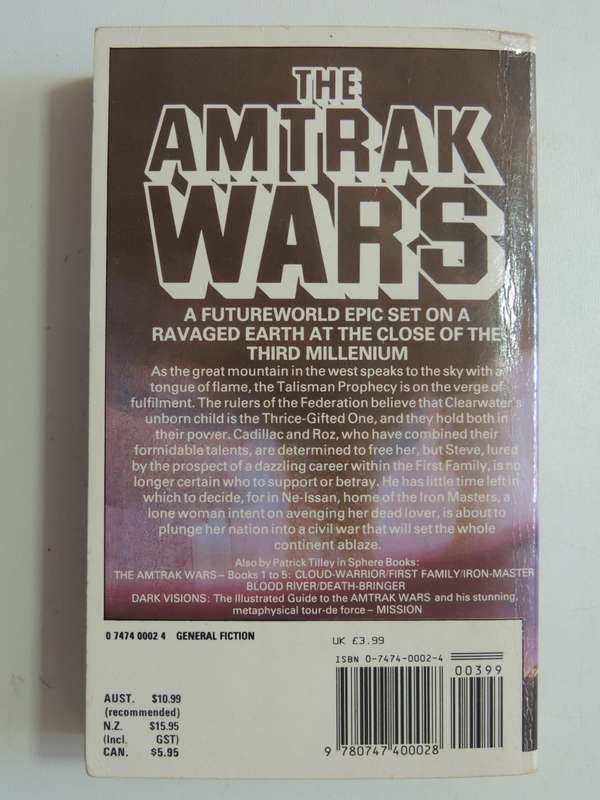 THE
AMTRAK
WARS
A FUTUREWORLD EPIC SET ON A
RAVAGED EARTH AT THE CLOSE OF THE
THIRD MILLENIUM
As the great mountain in the west speaks to the sky with a
tongue of flame, the Talisman Prophecy is on the verge of
fulfilment. The rulers of the Federation believe that Clearwater's
unborn child is the Thrice-Gifted One, and they hold both in
their power. Cadillac and Roz, who have combined their
formidable talents, are determined to free her, but Steve, lured
by the prospect of a dazzling career within the First Family, is no
longer certain who to support or betray. He has little time left in
which to decide, for in Ne-Issan, home of the Iron Masters, a
lone woman intent on avenging her dead lover, is about to
plunge her nation into a civil war that will set the whole
continent ablaze.
Also by Patrick Tilley in Sphere Books:
THE AMTRAK WARS – Books 1 to 5: CLOUD-WARRIOR/FIRST FAMILY/IRON-MASTER
BLOOD RIVER/DEATH-BRINGER
DARK VISIONS: The Illustrated Guide to the AMTRAK WARS and his stunning,
metaphysical tour-de force – MISSION
0 7474 0002 4 GENERAL FICTION
UK £3.99
ISBN 0-7474-0002-4
00399
AUST. $10.99
(recommended)
N.Z. $15.95
(Incl. GST)
CAN. $5.95
9 780747 400028